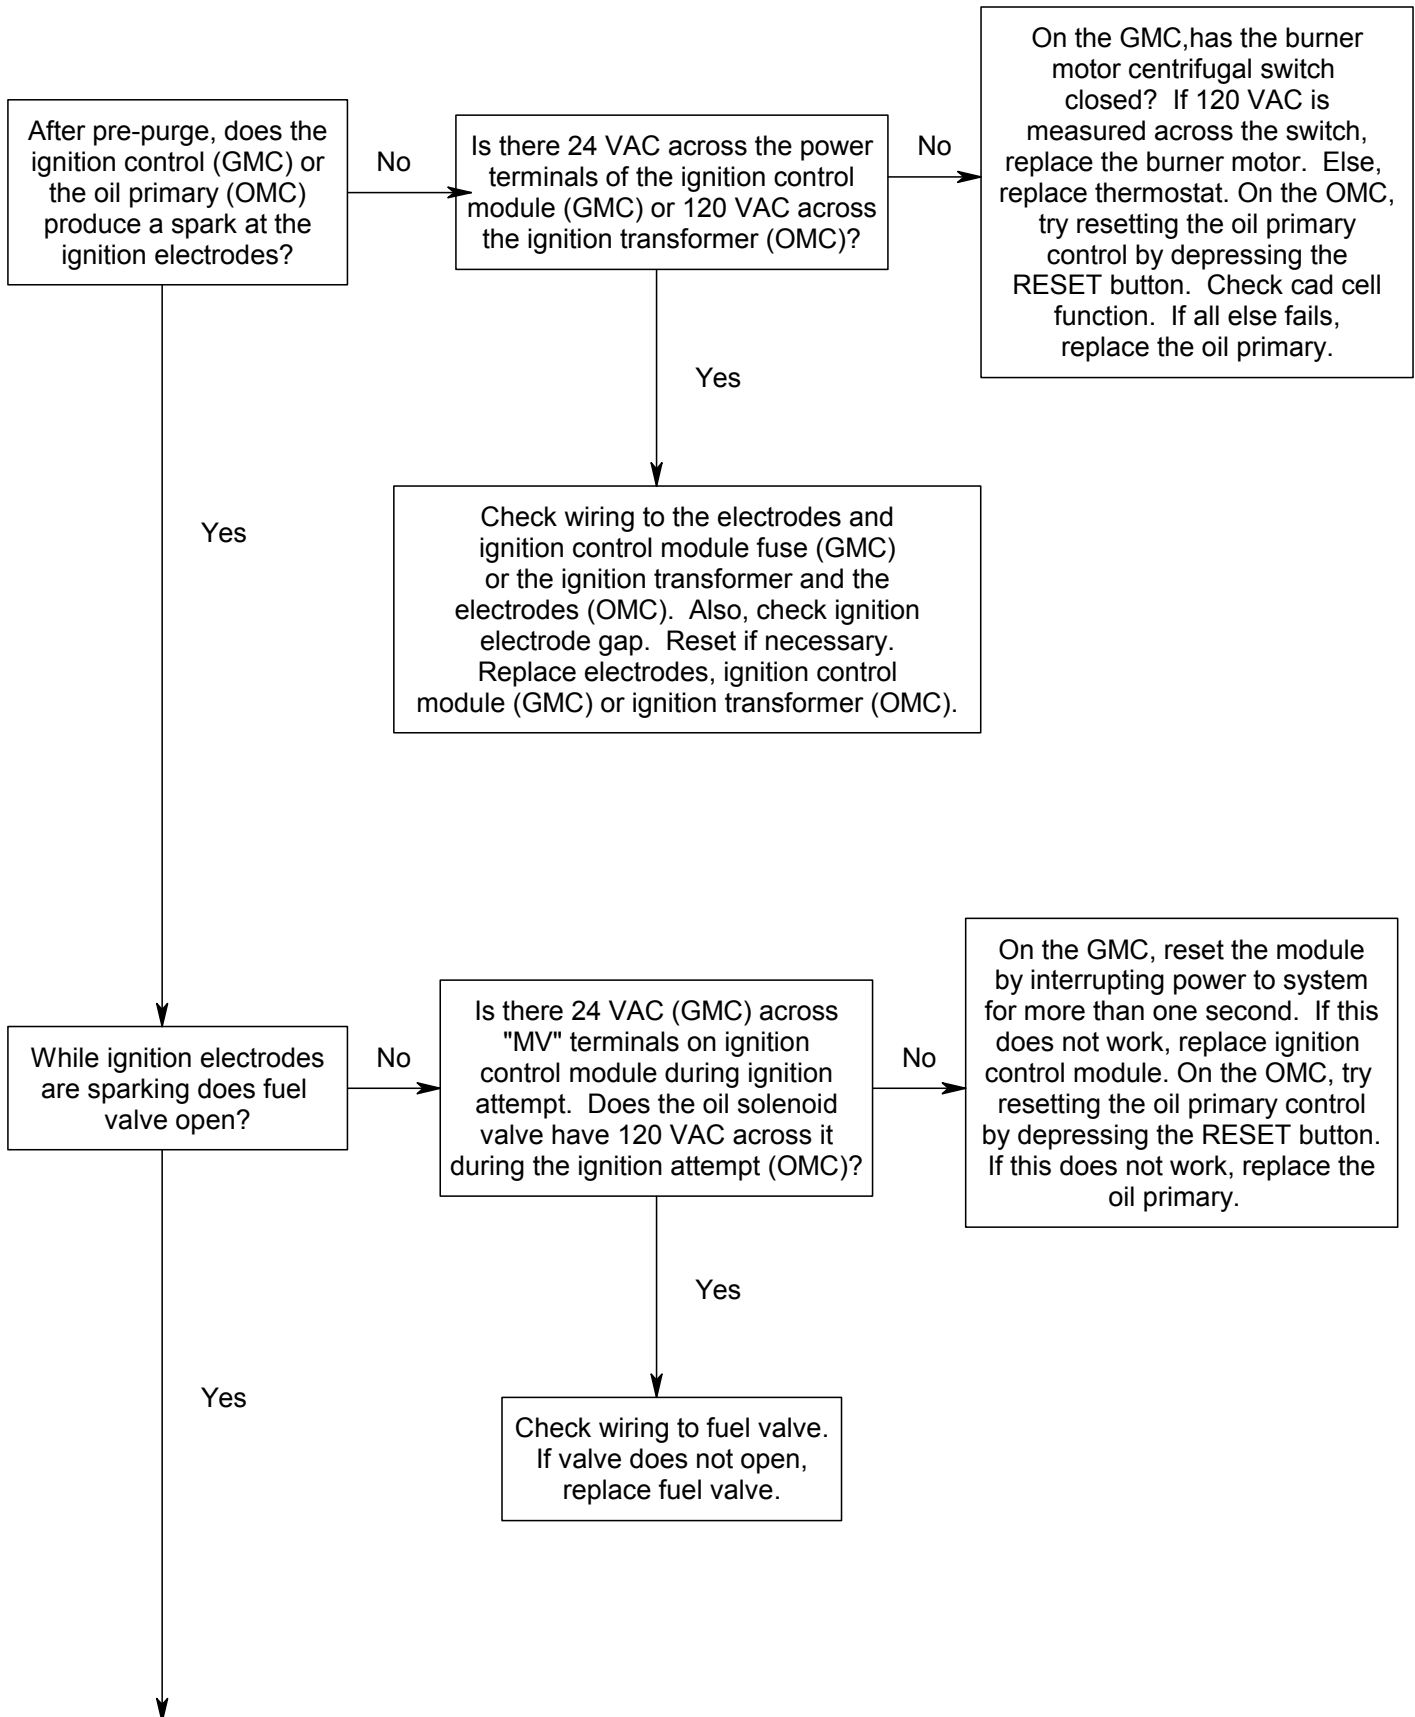 After pre-purge, does the
ignition control (GMC) or
the oil primary (OMC)
produce a spark at the
ignition electrodes?
No
Is there 24 VAC across the power
terminals of the ignition control
module (GMC) or 120 VAC across
the ignition transformer (OMC)?
No
On the GMC,has the burner
motor centrifugal switch
closed? If 120 VAC is
measured across the switch,
replace the burner motor. Else,
replace thermostat. On the OMC,
try resetting the oil primary
control by depressing the
RESET button. Check cad cell
function. If all else fails,
replace the oil primary.
Yes
Check wiring to the electrodes and
ignition control module fuse (GMC)
or the ignition transformer and the
electrodes (OMC). Also, check ignition
electrode gap. Reset if necessary.
Replace electrodes, ignition control
module (GMC) or ignition transformer (OMC).
Yes
While ignition electrodes
are sparking does fuel
valve open?
No
Is there 24 VAC (GMC) across
"MV" terminals on ignition
control module during ignition
attempt. Does the oil solenoid
valve have 120 VAC across it
during the ignition attempt (OMC)?
No
On the GMC, reset the module
by interrupting power to system
for more than one second. If this
does not work, replace ignition
control module. On the OMC, try
resetting the oil primary control
by depressing the RESET button.
If this does not work, replace the
oil primary.
Yes
Check wiring to fuel valve.
If valve does not open,
replace fuel valve.
Yes